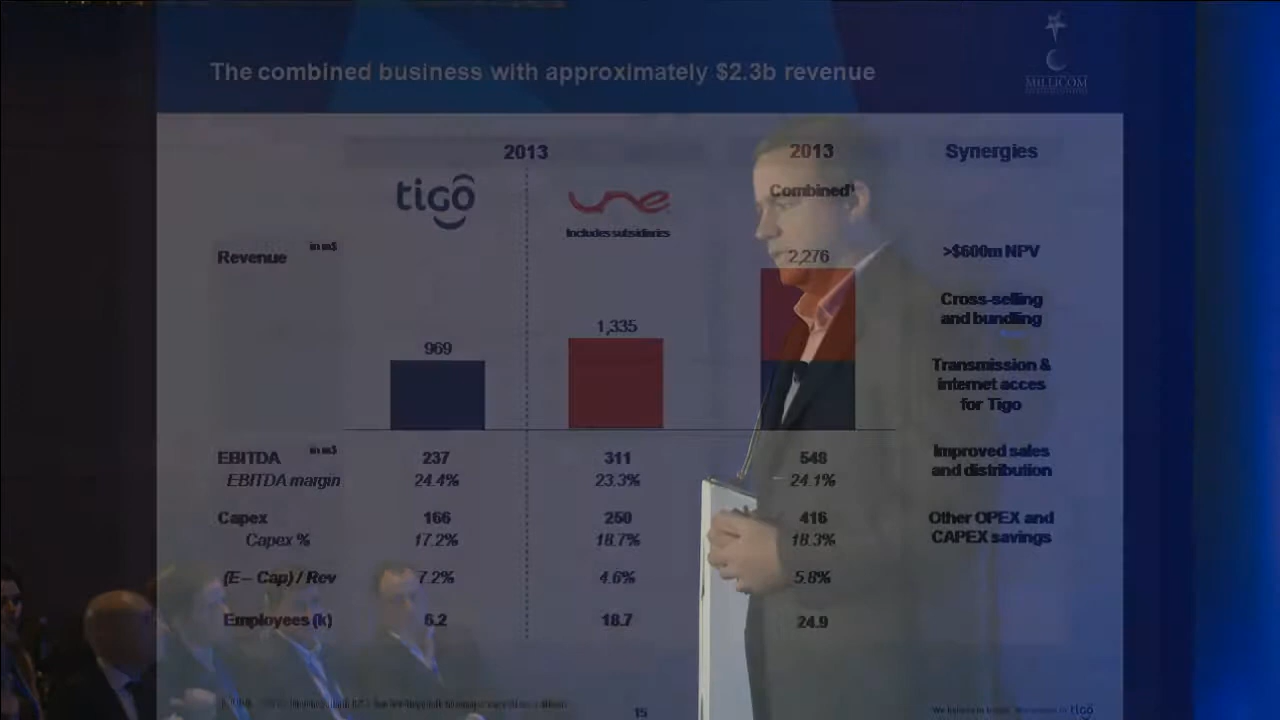 The combined business with approximately $2.3b revenue
MILLICOM
2013
2013
Synergies
tigo
une
Combined¹
Includes subsidiaries
in m$
Revenue
969
1,335
2,276
>$600m NPV
Cross-selling
and bundling
Transmission &
internet acces
for Tigo
in m$
EBITDA
237
311
548
Improved sales
and distribution
EBITDA margin
24.4%
23.3%
24.1%
Capex
166
250
416
Other OPEX and
CAPEX savings
Capex %
17.2%
18.7%
18.3%
(E – Cap) / Rev
7.2%
4.6%
5.8%
Employees (k)
6.2
18.7
24.9
15
tigo